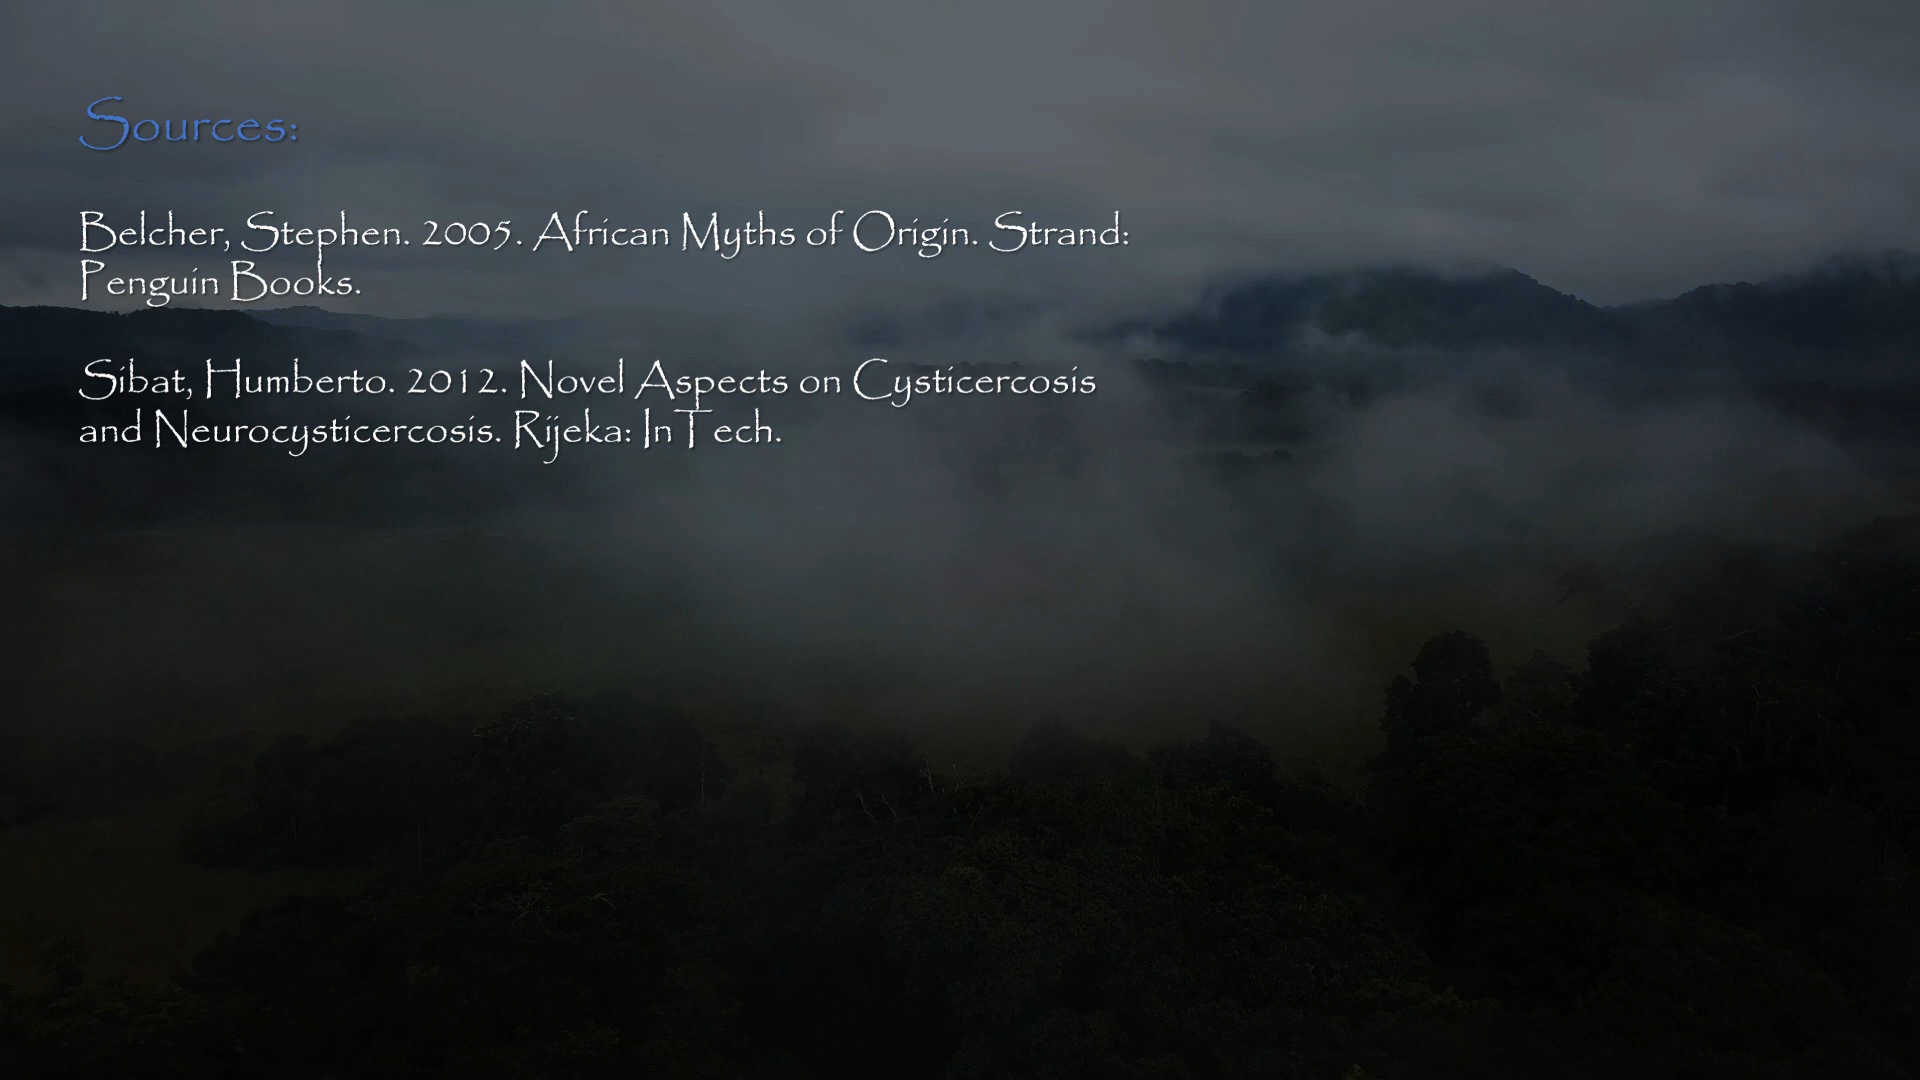 Sources:
Belcher, Stephen. 2005. African Myths of Origin. Strand:
Penguin Books.
Sibat, Humberto. 2012. Novel Aspects on Cysticercosis
and Neurocysticercosis. Rijeka: InTech.